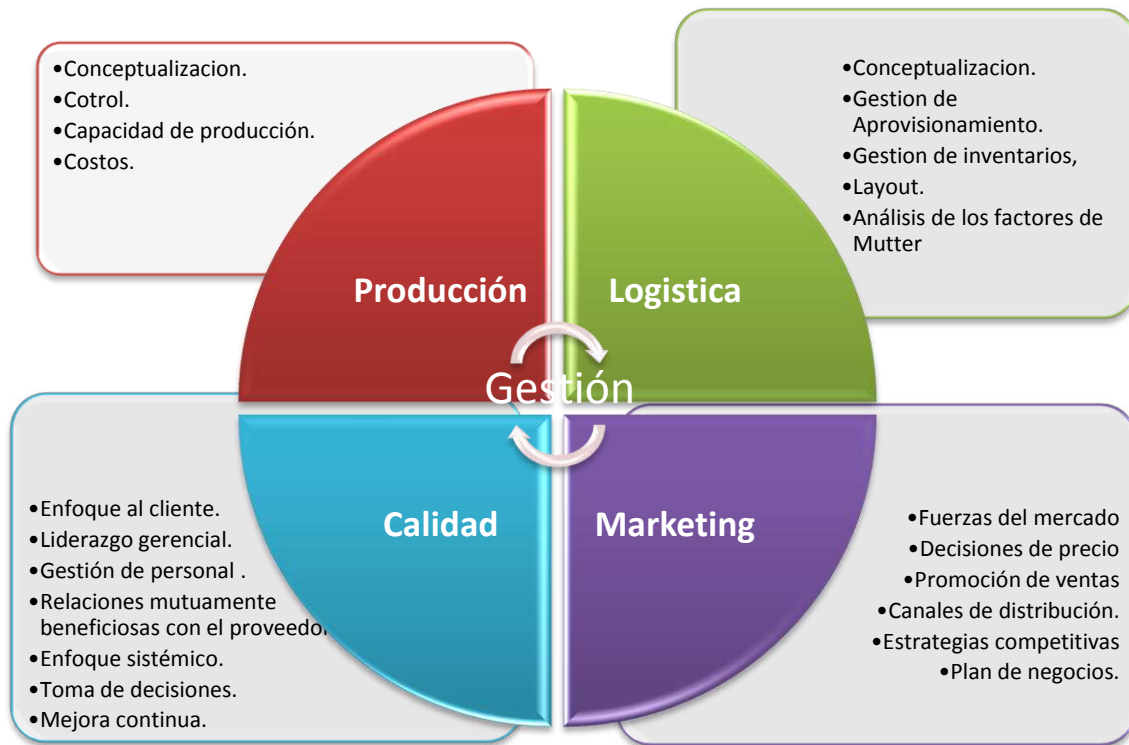 •Conceptualizacion.
•Cotrol.
•Capacidad de producción.
•Costos.
•Conceptualizacion.
•Gestion de
Aprovisionamiento.
•Gestion de inventarios,
•Layout.
•Análisis de los factores de
Mutter
Producción
Logistica
Gestión
Calidad
Marketing
•Enfoque al cliente.
•Liderazgo gerencial.
•Gestión de personal .
•Relaciones mutuamente
beneficiosas con el proveedor
•Enfoque sistémico.
•Toma de decisiones.
•Mejora continua.
•Fuerzas del mercado
•Decisiones de precio
•Promoción de ventas
•Canales de distribución.
•Estrategias competitivas
•Plan de negocios.